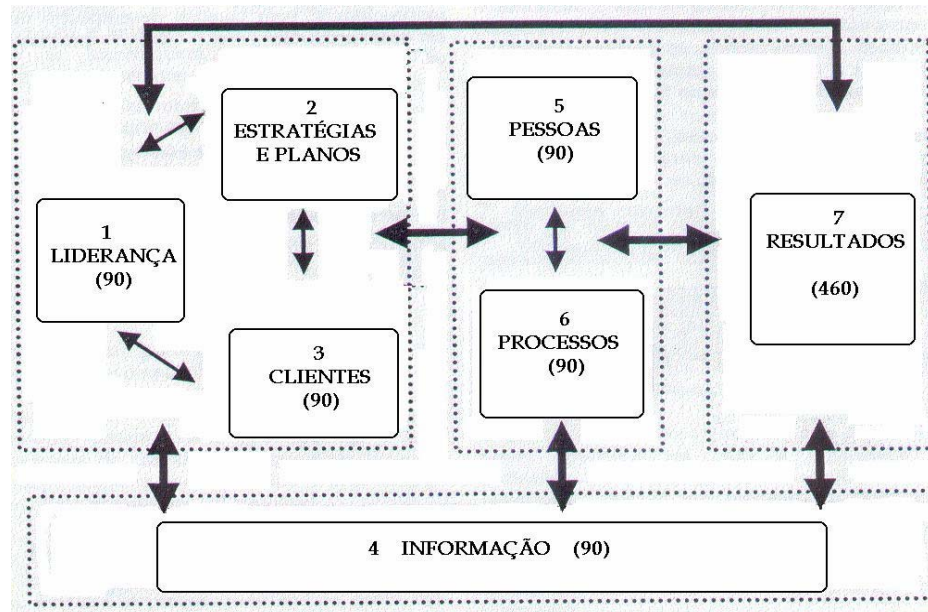 1
LIDERANÇA
(90)
2
ESTRATÉGIAS
E PLANOS
3
CLIENTES
(90)
4 INFORMAÇÃO (90)
5
PESSOAS
(90)
6
PROCESSOS
(90)
7
RESULTADOS
(460)